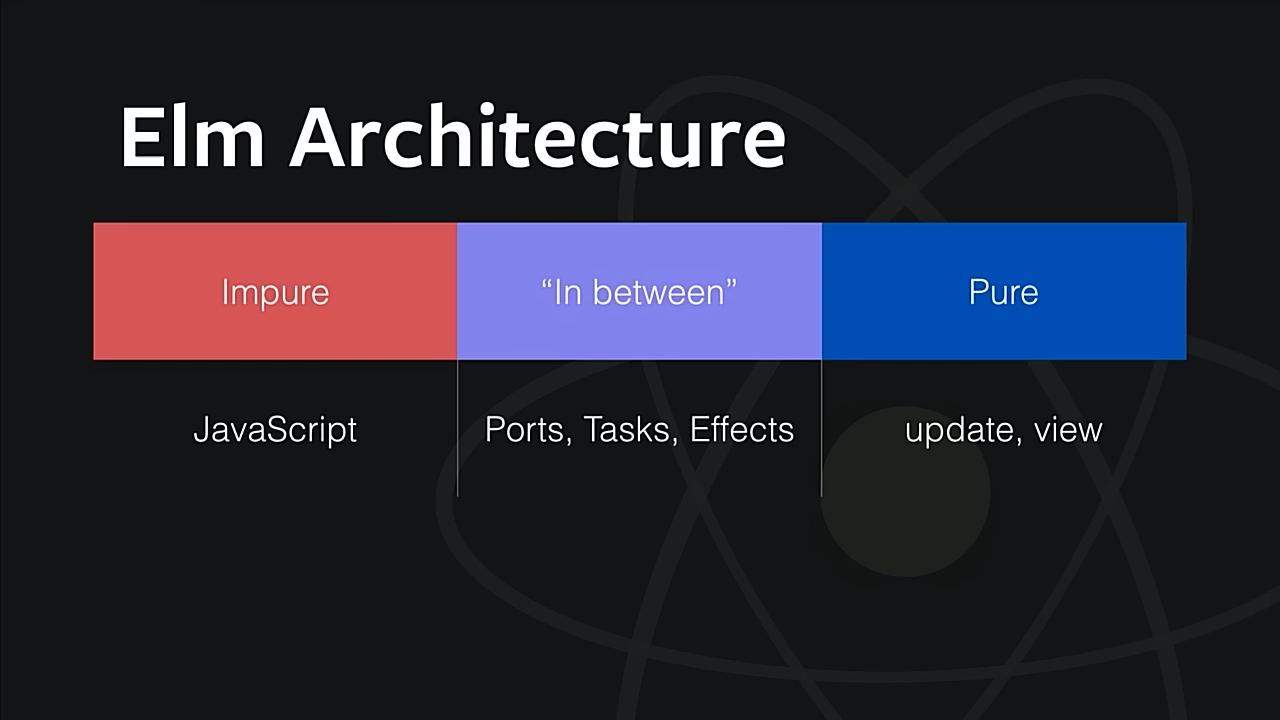 Elm Architecture
Impure
“In between”
Pure
JavaScript
Ports, Tasks, Effects
update, view